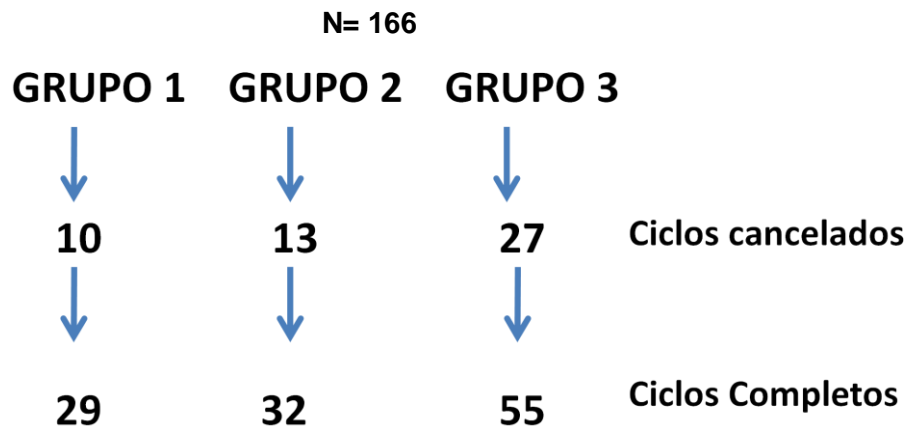 N= 166
GRUPO 1 GRUPO 2 GRUPO 3
10 13 27 Ciclos cancelados
29 32 55 Ciclos Completos